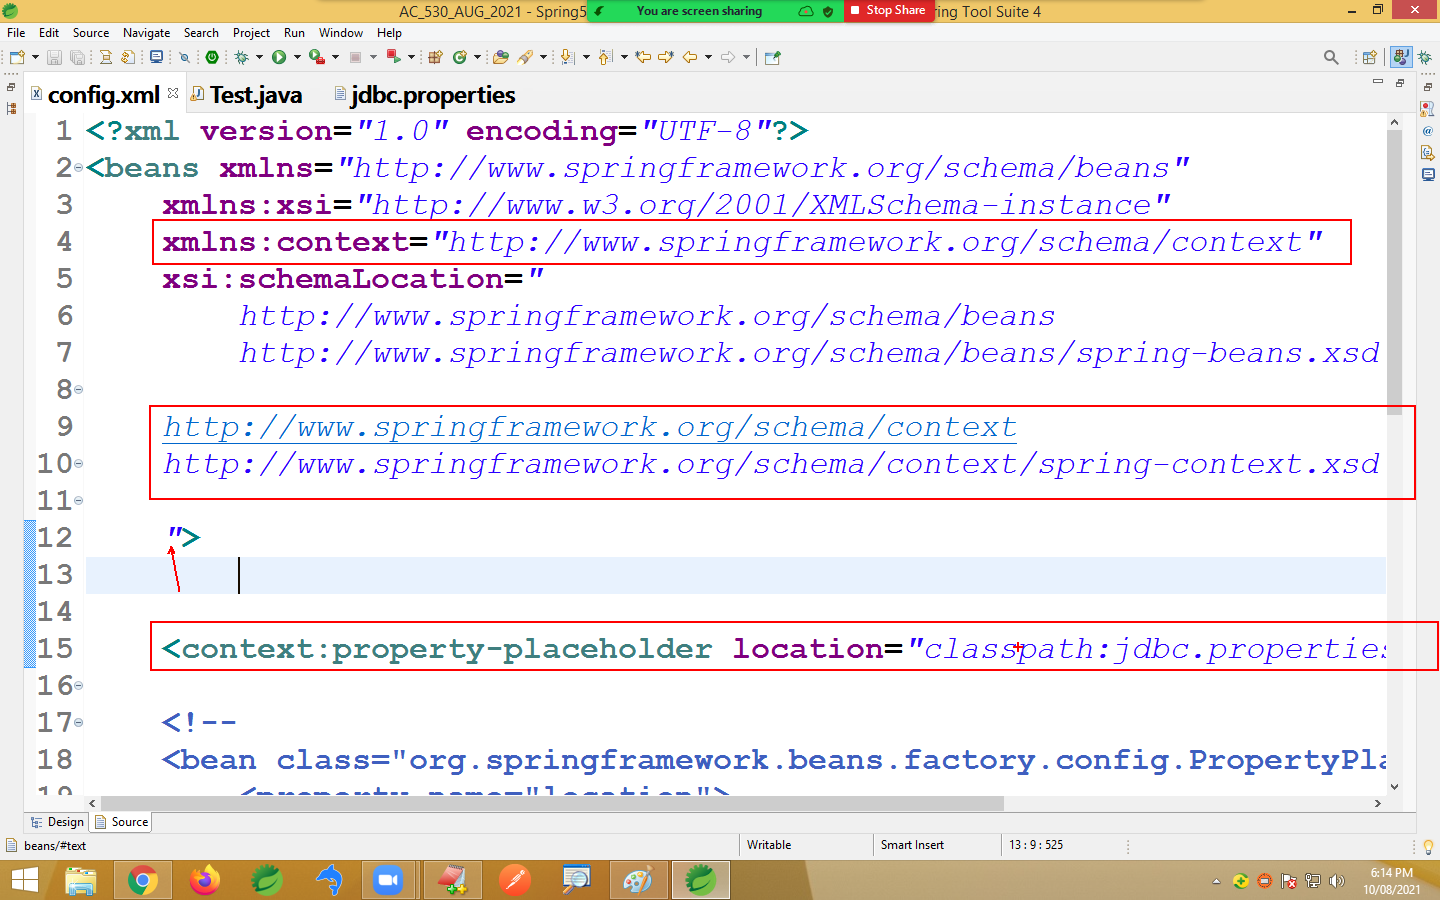 AC_530_AUG_2021 - Spring5
You are screen sharing
Stop Share
ring Tool Suite 4
File Edit Source Navigate Search Project Run Window Help
config.xml Test.java jdbc.properties
1 <?xml version="1.0" encoding="UTF-8"?>
2 <beans xmlns="http://www.springframework.org/schema/beans"
3 xmlns:xsi="http://www.w3.org/2001/XMLSchema-instance"
4 xmlns:context="http://www.springframework.org/schema/context"
5 xsi:schemaLocation="
6 http://www.springframework.org/schema/beans
7 http://www.springframework.org/schema/beans/spring-beans.xsd
8
9 http://www.springframework.org/schema/context
10 http://www.springframework.org/schema/context/spring-context.xsd
11
12 ">
13
14
15 <context:property-placeholder location="classpath:jdbc.properties
16
17 <!--
18 <bean class="org.springframework.beans.factory.config.PropertyPla
19 <property name="location">
Design Source
beans/#text Writable Smart Insert 13 : 9 : 525
6:14 PM
10/08/2021